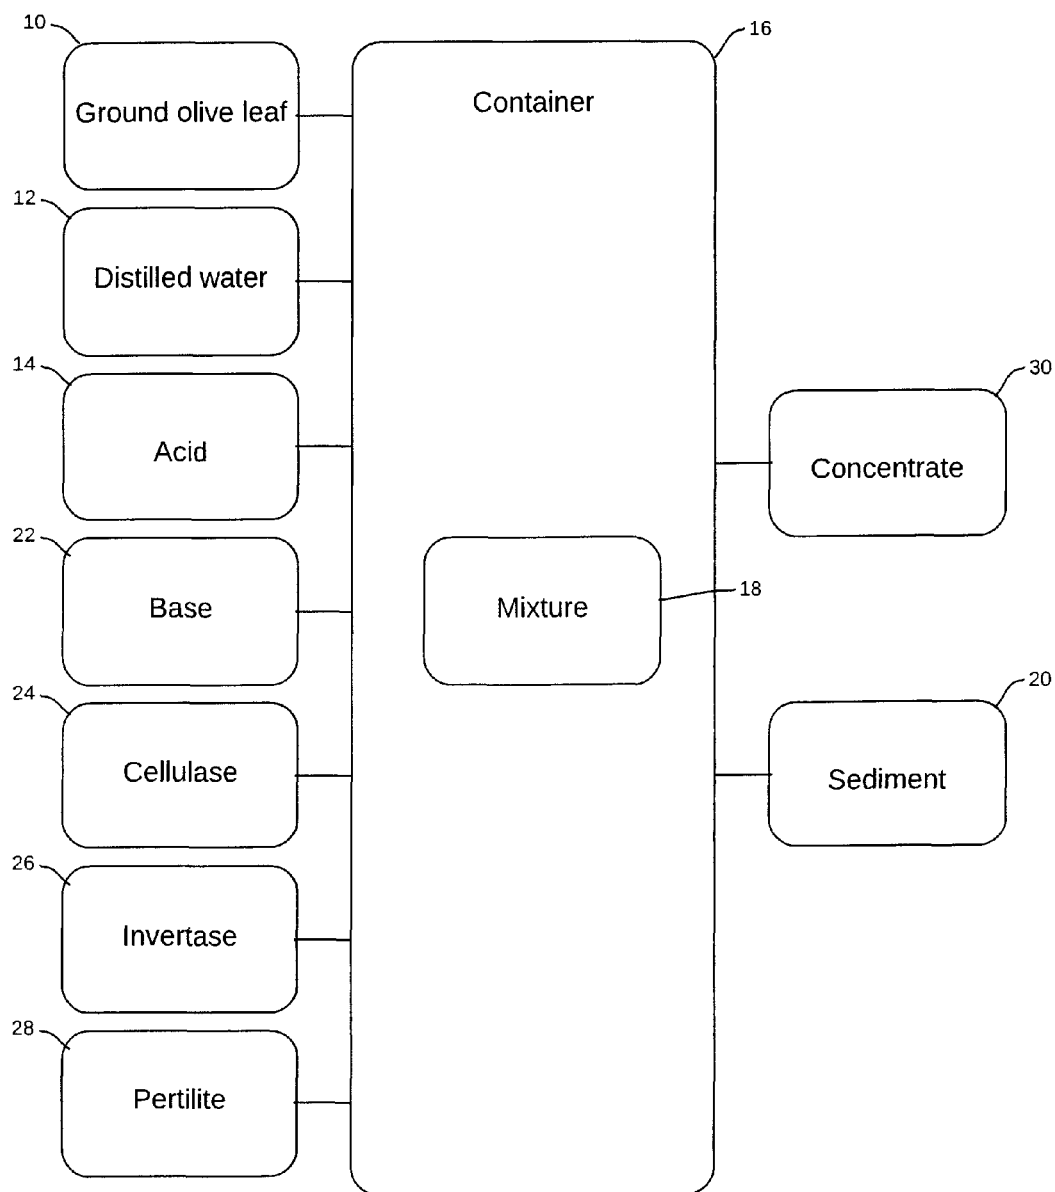 10
Ground olive leaf
12
Distilled water
14
Acid
22
Base
24
Cellulase
26
Invertase
28
Pertilite
16
Container
Mixture
18
30
Concentrate
20
Sediment